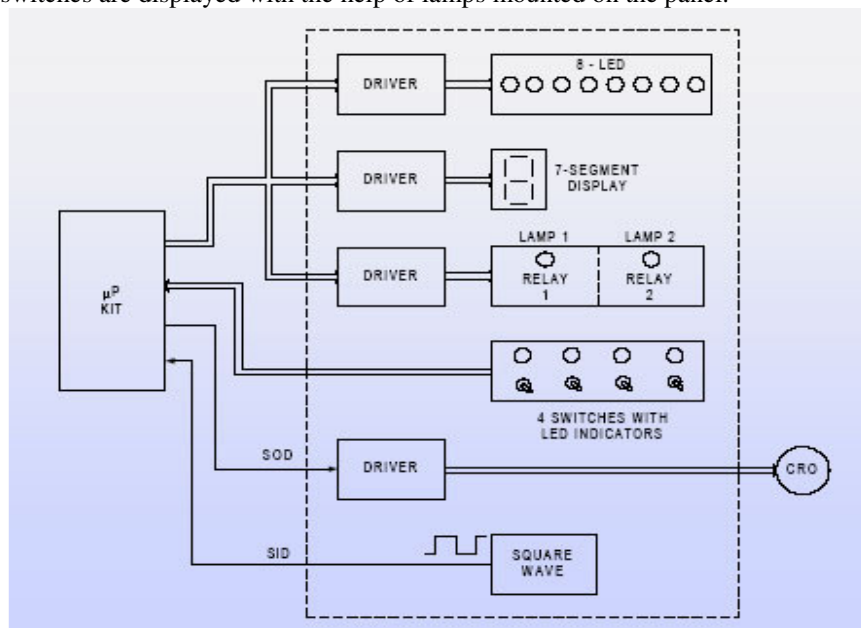 switches are displayed with the help of lamps mounted on the panel.
8 - LED
DRIVER
DRIVER
7-SEGMENT
DISPLAY
LAMP 1
LAMP 2
DRIVER
RELAY
1
RELAY
2
µP
KIT
4 SWITCHES WITH
LED INDICATORS
SOD
DRIVER
CRO
SID
SQUARE
WAVE